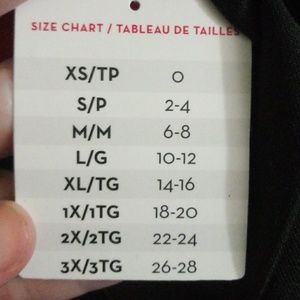 SIZE CHART / TABLEAU DE TAILLES
XS/TP 0
S/P 2-4
M/M 6-8
L/G 10-12
XL/TG 14-16
1X/1TG 18-20
2X/2TG 22-24
3X/3TG 26-28